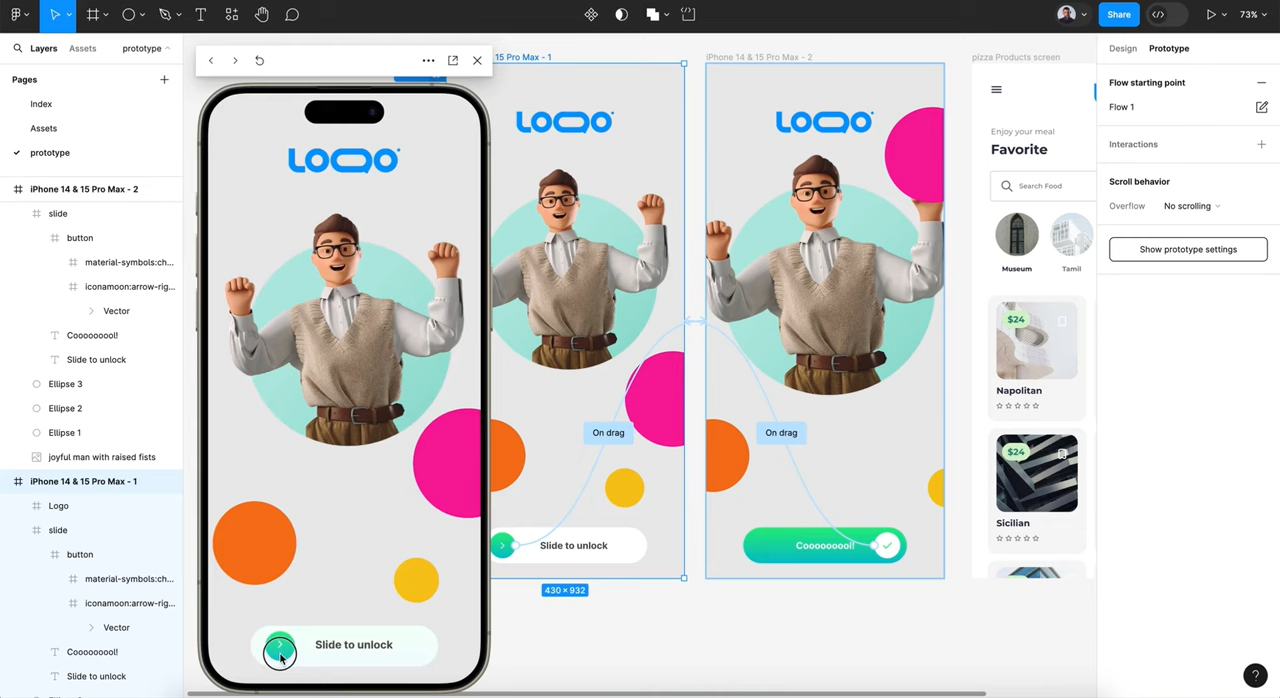 Share
73%
Layers
Assets
prototype
Pages
Index
Assets
prototype
iPhone 14 & 15 Pro Max - 2
slide
button
material-symbols:ch...
iconamoon:arrow-rig...
Vector
Cooooooool!
Slide to unlock
Ellipse 3
Ellipse 2
Ellipse 1
joyful man with raised fists
iPhone 14 & 15 Pro Max - 1
Logo
slide
button
material-symbols:ch...
iconamoon:arrow-rig...
Vector
Cooooooool!
Slide to unlock
LOQO
Slide to unlock
15 Pro Max - 1
LOQO
On drag
Slide to unlock
430 × 932
iPhone 14 & 15 Pro Max - 2
LOQO
On drag
Cooooooool!
pizza Products screen
Enjoy your meal
Favorite
Search Food
Museum
Tamil
$24
Napolitan
$24
Sicilian
Design
Prototype
Flow starting point
Flow 1
Interactions
Scroll behavior
Overflow
No scrolling
Show prototype settings
?